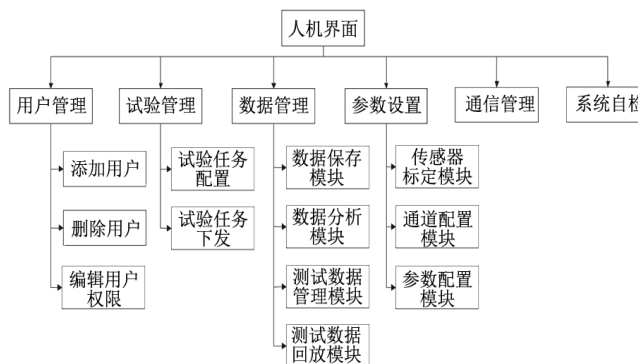 人机界面
用户管理
试验管理
数据管理
参数设置
通信管理
系统自检
添加用户
删除用户
编辑用户
权限
试验任务
配置
试验任务
下发
数据保存
模块
数据分析
模块
测试数据
管理模块
测试数据
回放模块
传感器
标定模块
通道配置
模块
参数配置
模块